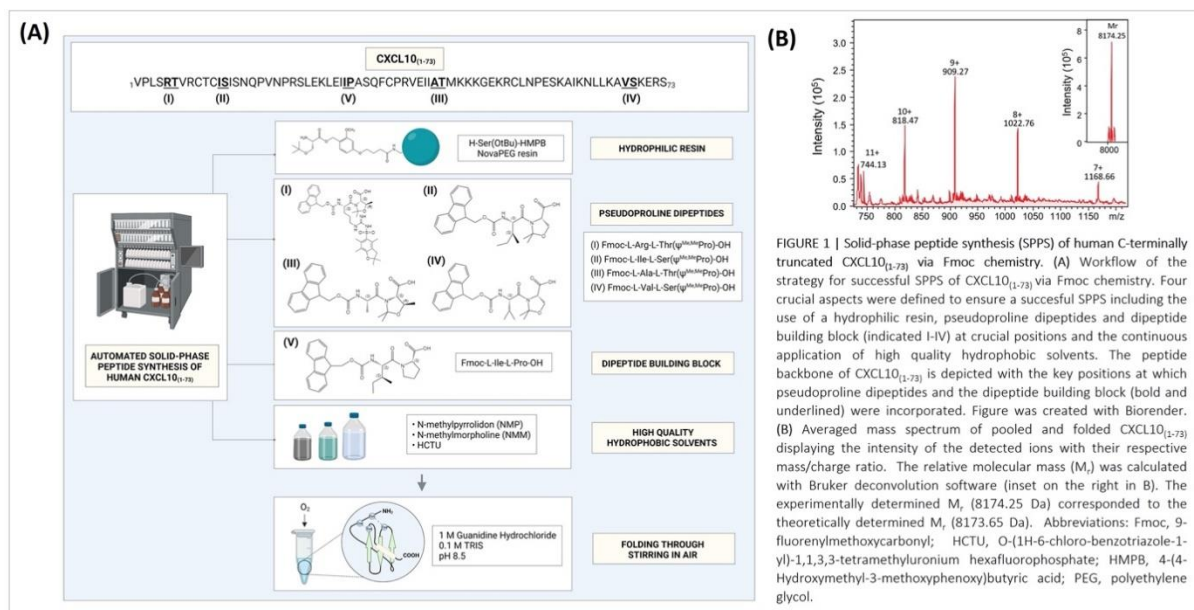 (A)
CXCL10(1-73)
1VPLSRTVRCTCISISNQPVNPRSLEKLEIIPASQFCPRVEIIATMKKKGEKRCLNPESKAIKNLLKAVSKERS73
(I) (II) (V) (III) (IV)
H-Ser(OtBu)-HMPB
NovaPEG resin
HYDROPHILIC RESIN
(I)
(II)
(III)
(IV)
PSEUDOPROLINE DIPEPTIDES
(I) Fmoc-L-Arg-L-Thr(ψMe,MePro)-OH
(II) Fmoc-L-Ile-L-Ser(ψMe,MePro)-OH
(III) Fmoc-L-Ala-L-Thr(ψMe,MePro)-OH
(IV) Fmoc-L-Val-L-Ser(ψMe,MePro)-OH
AUTOMATED SOLID-PHASE
PEPTIDE SYNTHESIS OF
HUMAN CXCL10(1-73)
(V)
Fmoc-L-Ile-L-Pro-OH
DIPEPTIDE BUILDING BLOCK
• N-methylpyrrolidon (NMP)
• N-methylmorpholine (NMM)
• HCTU
HIGH QUALITY
HYDROPHOBIC SOLVENTS
O2
NH2
COOH
1 M Guanidine Hydrochloride
0.1 M TRIS
pH 8.5
FOLDING THROUGH
STIRRING IN AIR
(B)
Intensity (10⁵)
3.0
2.5
2.0
1.5
1.0
0.5
0.0
11+
744.13
10+
818.47
9+
909.27
8+
1022.76
7+
1168.66
750 800 850 900 950 1000 1050 1100 1150 m/z
Mr
8174.25
Intensity (10⁵)
8
6
4
2
0
8000
FIGURE 1 | Solid-phase peptide synthesis (SPPS) of human C-terminally
truncated CXCL10(1-73) via Fmoc chemistry. (A) Workflow of the
strategy for successful SPPS of CXCL10(1-73) via Fmoc chemistry. Four
crucial aspects were defined to ensure a succesful SPPS including the
use of a hydrophilic resin, pseudoproline dipeptides and dipeptide
building block (indicated I-IV) at crucial positions and the continuous
application of high quality hydrophobic solvents. The peptide
backbone of CXCL10(1-73) is depicted with the key positions at which
pseudoproline dipeptides and the dipeptide building block (bold and
underlined) were incorporated. Figure was created with Biorender.
(B) Averaged mass spectrum of pooled and folded CXCL10(1-73)
displaying the intensity of the detected ions with their respective
mass/charge ratio. The relative molecular mass (Mr) was calculated
with Bruker deconvolution software (inset on the right in B). The
experimentally determined Mr (8174.25 Da) corresponded to the
theoretically determined Mr (8173.65 Da). Abbreviations: Fmoc, 9-
fluorenylmethoxycarbonyl; HCTU, O-(1H-6-chloro-benzotriazole-1-
yl)-1,1,3,3-tetramethyluronium hexafluorophosphate; HMPB, 4-(4-
Hydroxymethyl-3-methoxyphenoxy)butyric acid; PEG, polyethylene
glycol.